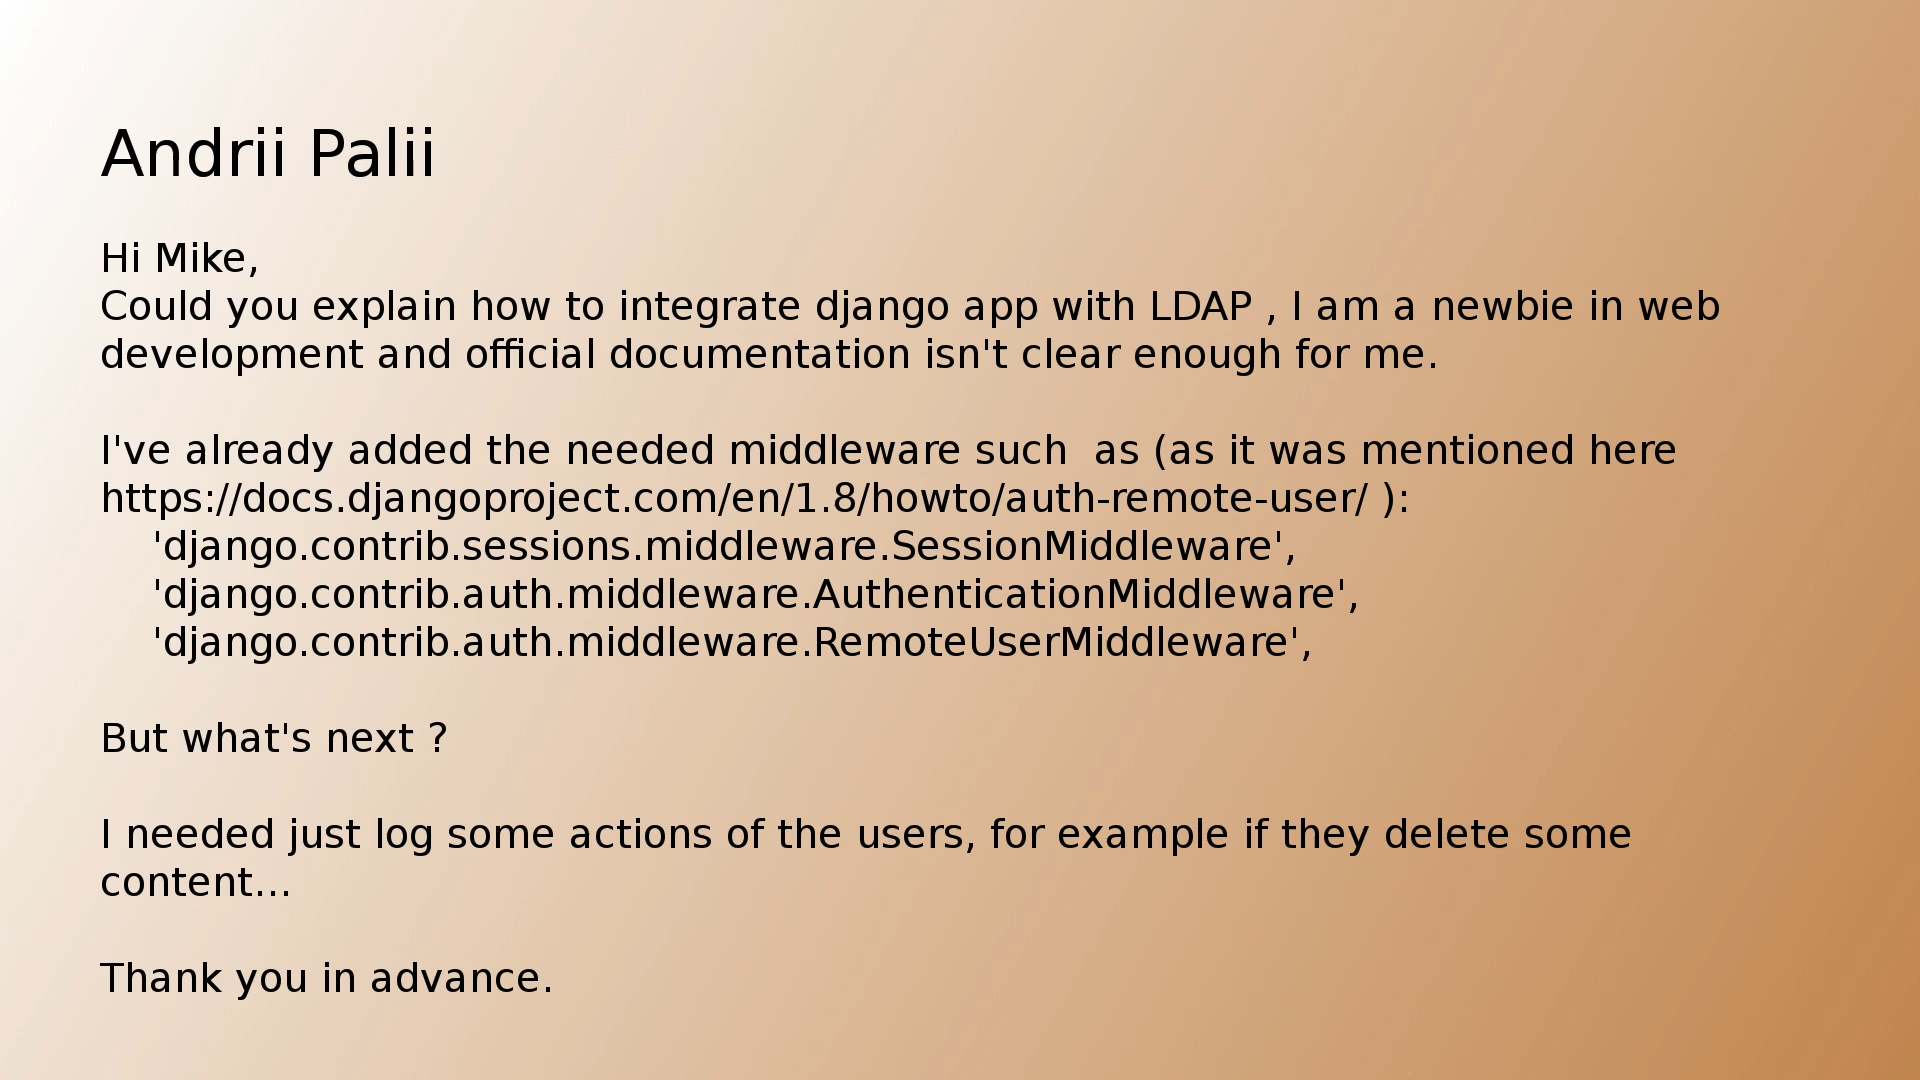 Andrii Palii
Hi Mike,
Could you explain how to integrate django app with LDAP , I am a newbie in web
development and official documentation isn't clear enough for me.
I've already added the needed middleware such  as (as it was mentioned here
https://docs.djangoproject.com/en/1.8/howto/auth-remote-user/ ):
'django.contrib.sessions.middleware.SessionMiddleware',
'django.contrib.auth.middleware.AuthenticationMiddleware',
'django.contrib.auth.middleware.RemoteUserMiddleware',
But what's next ?
I needed just log some actions of the users, for example if they delete some
content...
Thank you in advance.